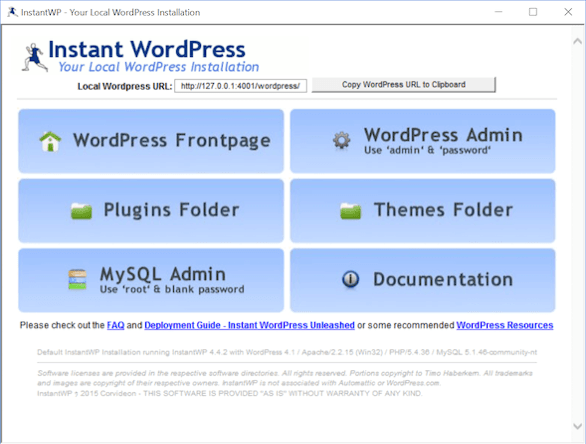 InstantWP - Your Local WordPress Installation
Instant WordPress
Your Local WordPress Installation
Local Wordpress URL: http://127.0.0.1:4001/wordpress/ Copy WordPress URL to Clipboard
WordPress Frontpage
WordPress Admin
Use 'admin' & 'password'
Plugins Folder
Themes Folder
MySQL Admin
Use 'root' & blank password
Documentation
Please check out the FAQ and Deployment Guide - Instant WordPress Unleashed or some recommended WordPress Resources
Default InstantWP Installation running InstantWP 4.4.2 with WordPress 4.1 / Apache/2.2.15 (Win32) / PHP/5.4.36 / MySQL 5.1.46-community-nt
Software licenses are provided in the respective software directories. All rights reserved. Portions copyright to Timo Haberkern. All trademarks
and images are copyright of their respective owners. InstantWP is not associated with Automattic or WordPress.com.
InstantWP † 2015 Corvideon - THIS SOFTWARE IS PROVIDED "AS IS" WITHOUT WARRANTY OF ANY KIND.